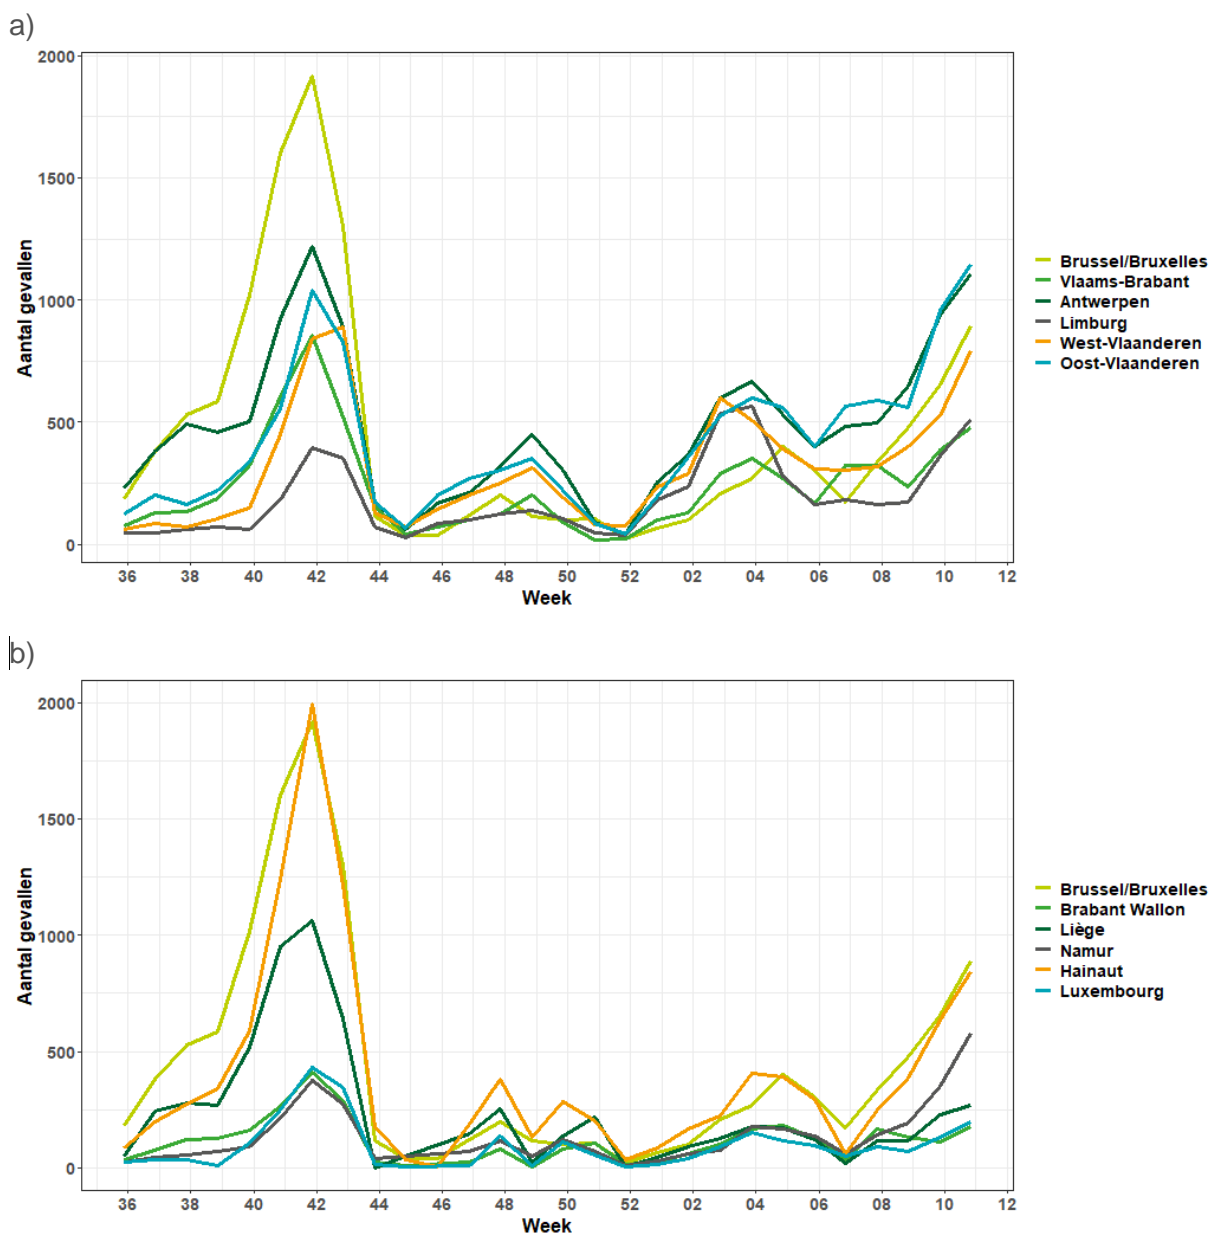 a)
2000
1500
1000
500
0
Aantal gevallen
36 38 40 42 44 46 48 50 52 02 04 06 08 10 12
Week
Brussel/Bruxelles
Vlaams-Brabant
Antwerpen
Limburg
West-Vlaanderen
Oost-Vlaanderen
b)
2000
1500
1000
500
0
Aantal gevallen
36 38 40 42 44 46 48 50 52 02 04 06 08 10 12
Week
Brussel/Bruxelles
Brabant Wallon
Liège
Namur
Hainaut
Luxembourg